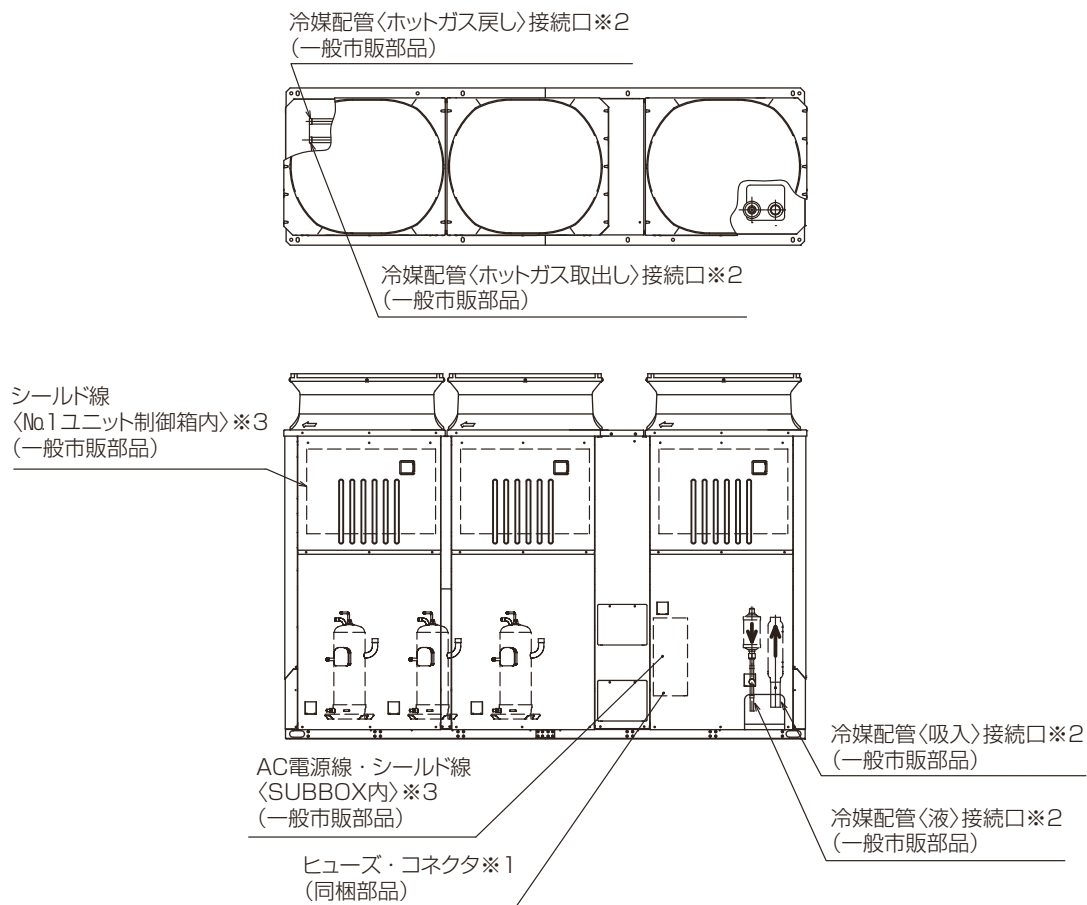 冷媒配管〈ホットガス戻し〉接続口※2
(一般市販部品)
冷媒配管〈ホットガス取出し〉接続口※2
(一般市販部品)
シールド線
〈№1ユニット制御箱内〉※3
(一般市販部品)
AC電源線・シールド線
〈SUBBOX内〉※3
(一般市販部品)
ヒューズ・コネクタ※1
(同梱部品)
冷媒配管〈吸入〉接続口※2
(一般市販部品)
冷媒配管〈液〉接続口※2
(一般市販部品)